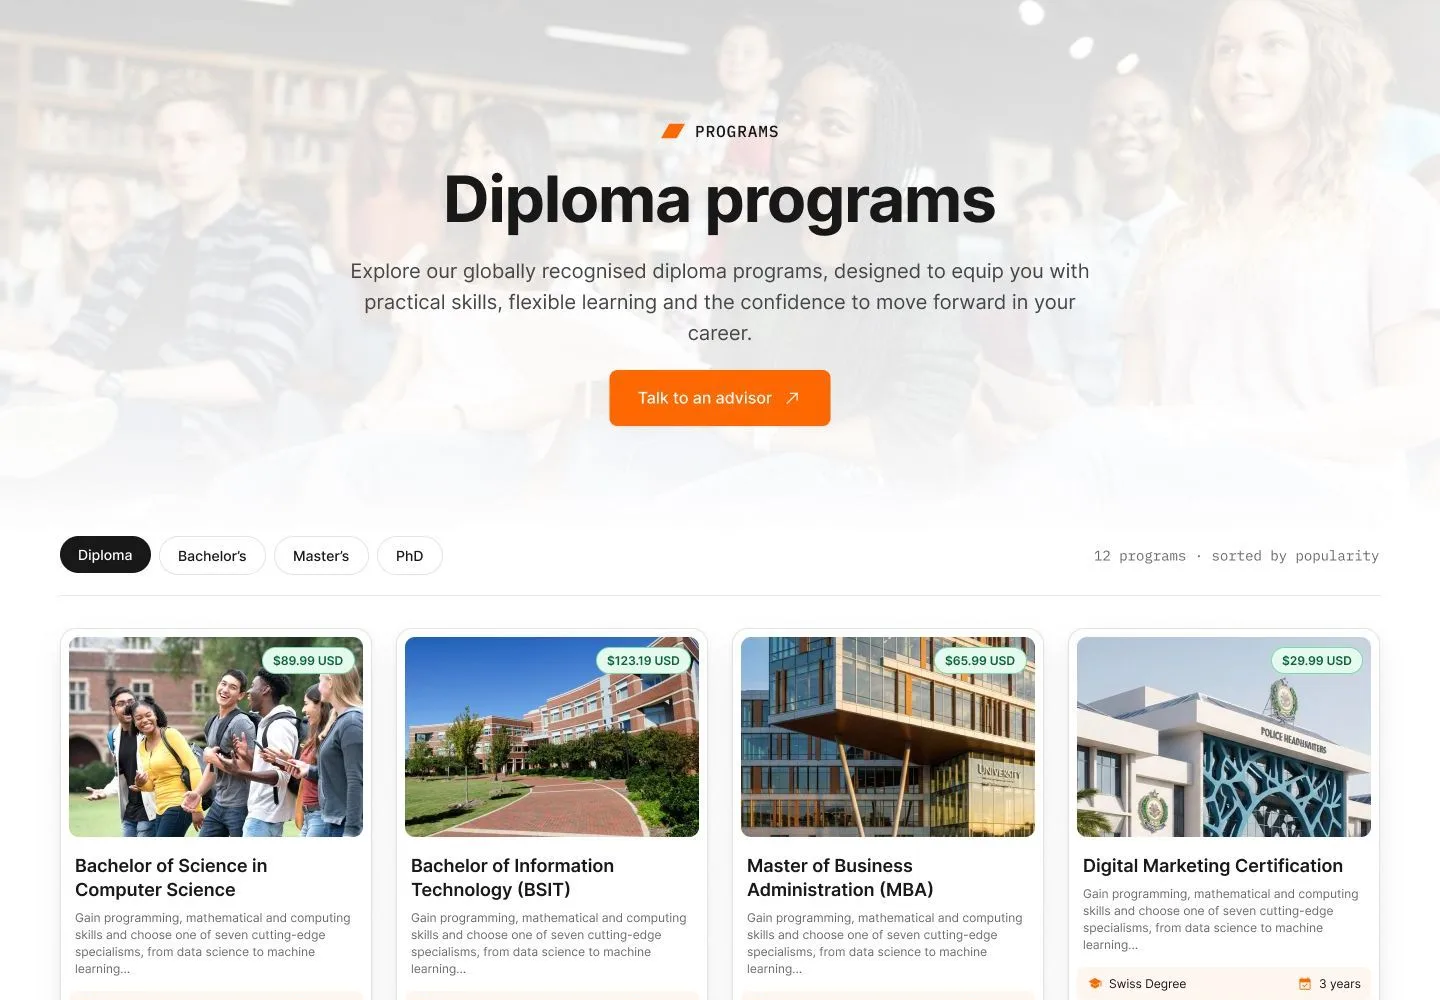 PROGRAMS
Diploma programs
Explore our globally recognised diploma programs, designed to equip you with
practical skills, flexible learning and the confidence to move forward in your
career.
Talk to an advisor
Diploma
Bachelor’s
Master’s
PhD
12 programs · sorted by popularity
$89.99 USD
Bachelor of Science in
Computer Science
Gain programming, mathematical and computing
skills and choose one of seven cutting-edge
specialisms, from data science to machine
learning...
$123.19 USD
Bachelor of Information
Technology (BSIT)
Gain programming, mathematical and computing
skills and choose one of seven cutting-edge
specialisms, from data science to machine
learning...
$65.99 USD
UNIVERSITY
Master of Business
Administration (MBA)
Gain programming, mathematical and computing
skills and choose one of seven cutting-edge
specialisms, from data science to machine
learning...
$29.99 USD
POLICE HEADQUARTERS
Digital Marketing Certification
Gain programming, mathematical and computing
skills and choose one of seven cutting-edge
specialisms, from data science to machine
learning...
Swiss Degree
3 years